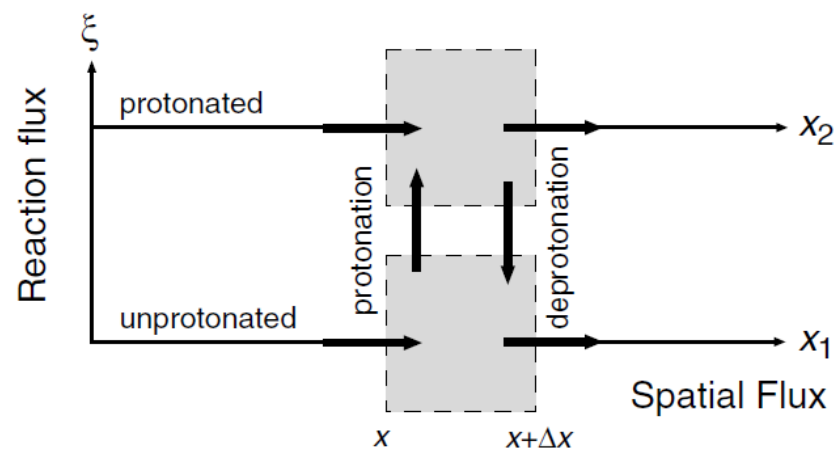 ξ
Reaction flux
protonated
x₂
protonation
deprotonation
unprotonated
x₁
Spatial Flux
x
x+Δx